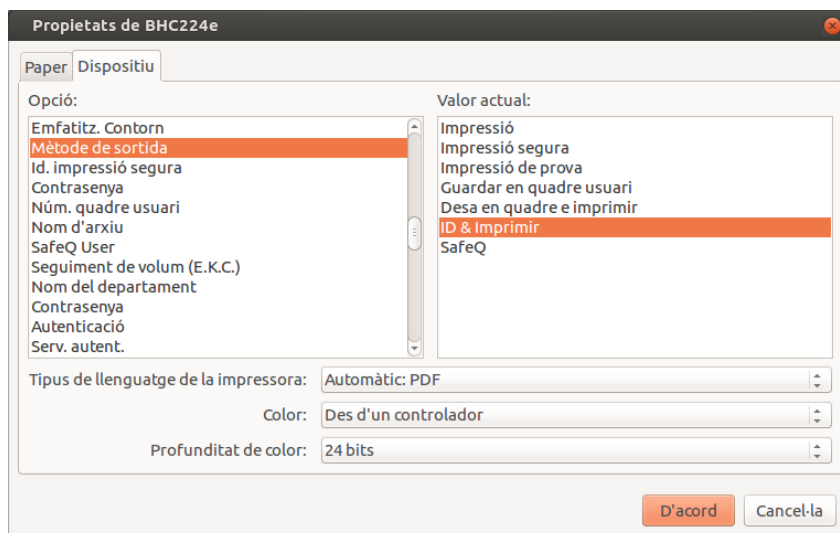 Propietats de BHC224e
Paper
Dispositiu
Opció:
Emfatitz. Contorn
Mètode de sortida
Id. impressió segura
Contrasenya
Núm. quadre usuari
Nom d'arxiu
SafeQ User
Seguiment de volum (E.K.C.)
Nom del departament
Contrasenya
Autenticació
Serv. autent.
Valor actual:
Impressió
Impressió segura
Impressió de prova
Guardar en quadre usuari
Desa en quadre e imprimir
ID & Imprimir
SafeQ
Tipus de llenguatge de la impressora: Automàtic: PDF
Color: Des d'un controlador
Profunditat de color: 24 bits
D'acord
Cancel·la